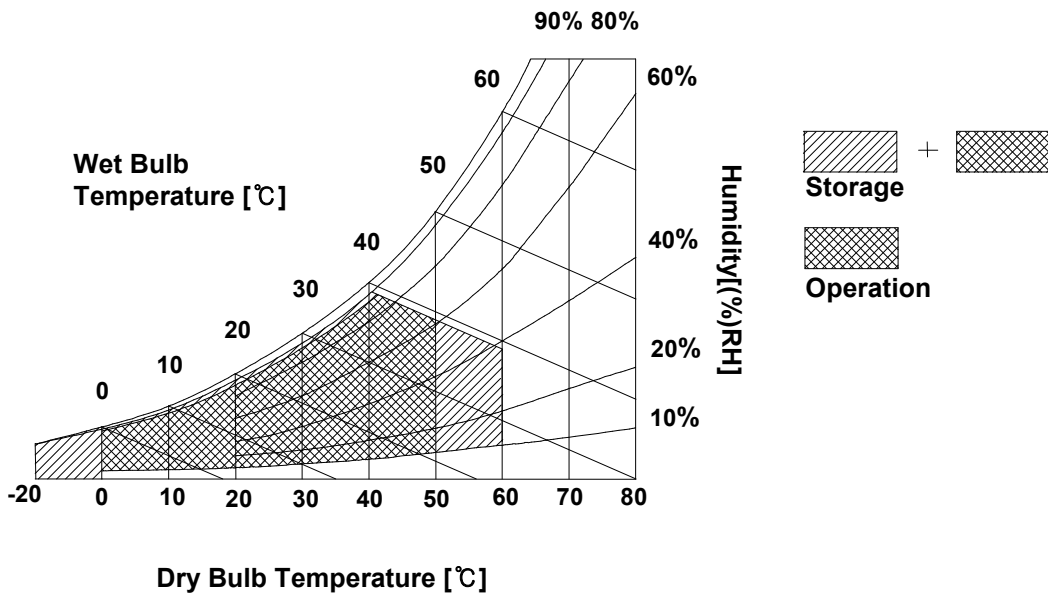 90% 80%
60
60%
Wet Bulb
Temperature [℃]
50
40
30
20
10
0
Humidity[(%)RH]
40%
20%
10%
+
Storage
Operation
-20 0 10 20 30 40 50 60 70 80
Dry Bulb Temperature [℃]